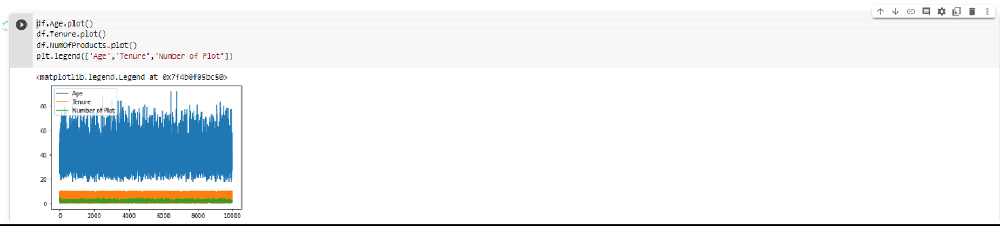 df.Age.plot()
df.Tenure.plot()
df.NumOfProducts.plot()
plt.legend(['Age','Tenure','Number of Plot'])
<matplotlib.legend.Legend at 0x7f4b0f05bc50>
Age
Tenure
Number of Plot
80
60
40
20
0
0 2000 4000 6000 8000 10000